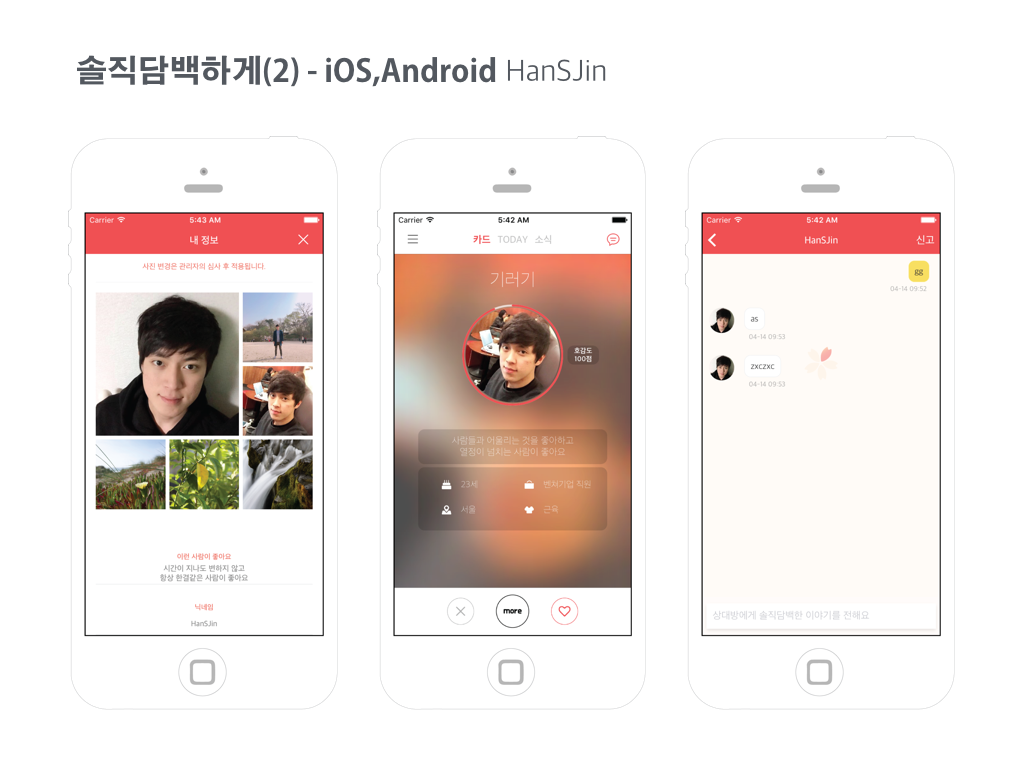 솔직담백하게(2) - iOS,Android HanSJin
Carrier 5:43 AM
내 정보
사진 변경은 관리자의 심사 후 적용됩니다.
이런 사람이 좋아요
시간이 지나도 변하지 않고
항상 한결같은 사람이 좋아요
닉네임
HanSJin
Carrier 5:42 AM
카드 TODAY 소식
기러기
호감도
100점
사람들과 어울리는 것을 좋아하고
열정이 넘치는 사람이 좋아요.
23세 벤처기업 직원
서울 근육
more
Carrier 5:42 AM
HanSJin 신고
gg
04-14 09:52
as
04-14 09:53
zxczxc
04-14 09:53
상대방에게 솔직담백한 이야기를 전해요